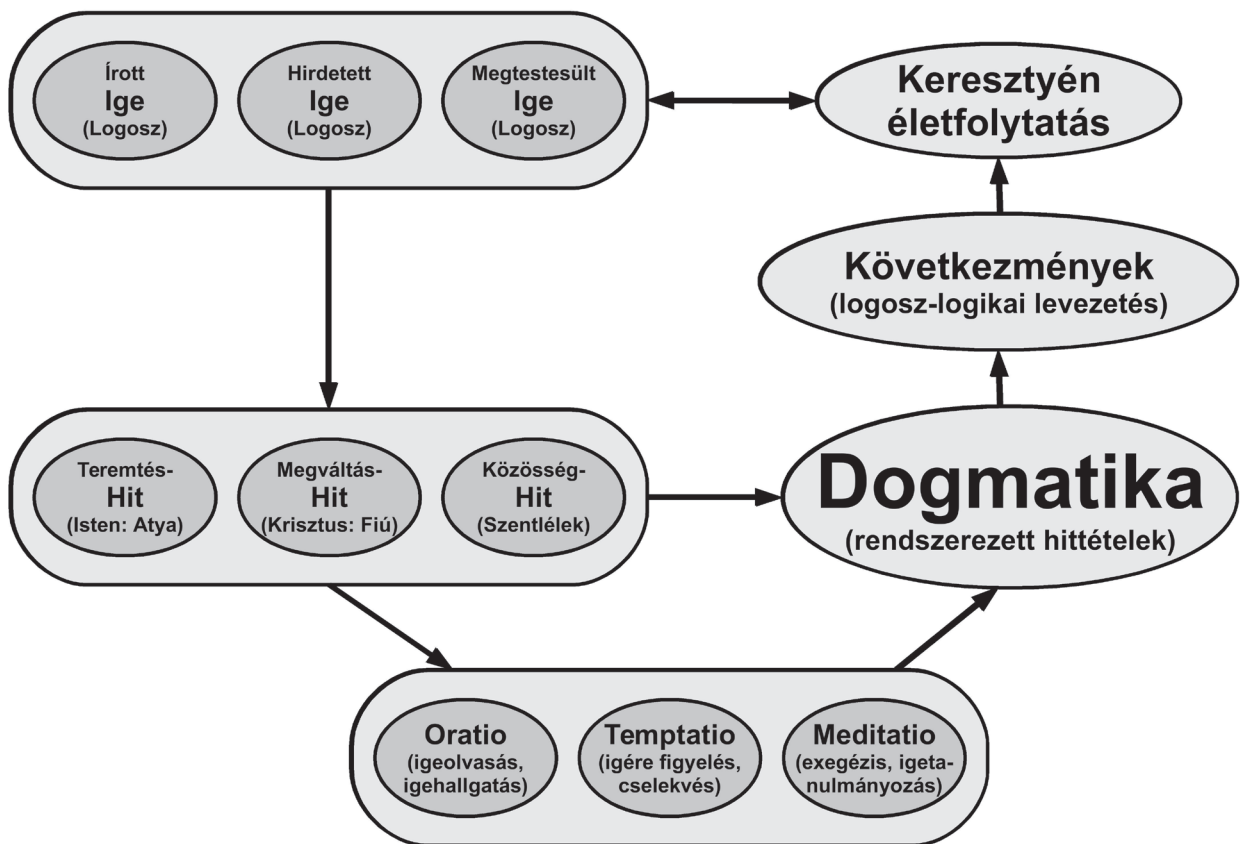 Írott
Ige
(Logosz)
Hirdetett
Ige
(Logosz)
Megtestesült
Ige
(Logosz)
Keresztyén
életfolytatás
Következmények
(logosz-logikai levezetés)
Teremtés-
Hit
(Isten: Atya)
Megváltás-
Hit
(Krisztus: Fiú)
Közösség-
Hit
(Szentlélek)
Dogmatika
(rendszerezett hittételek)
Oratio
(igeolvasás,
igehallgatás)
Temptatio
(igére figyelés,
cselekvés)
Meditatio
(exegézis, igeta-
nulmányozás)